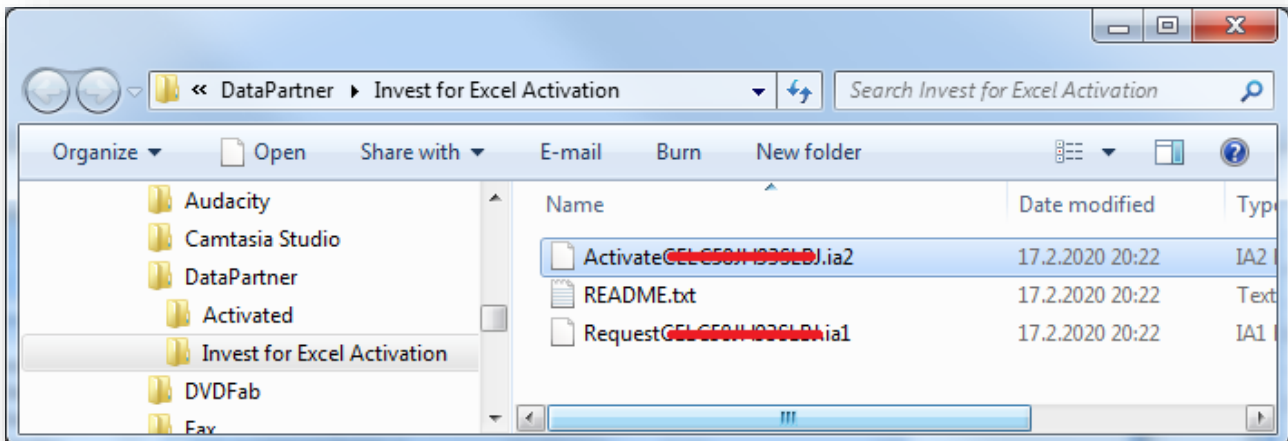 « DataPartner ▸ Invest for Excel Activation
Search Invest for Excel Activation
Organize Open Share with E-mail Burn New folder
Audacity
Camtasia Studio
DataPartner
Activated
Invest for Excel Activation
DVDFab
Fax
Name Date modified
.ia2 17.2.2020 20:22 IA2
README.txt 17.2.2020 20:22 Text
.ia1 17.2.2020 20:22 IA1